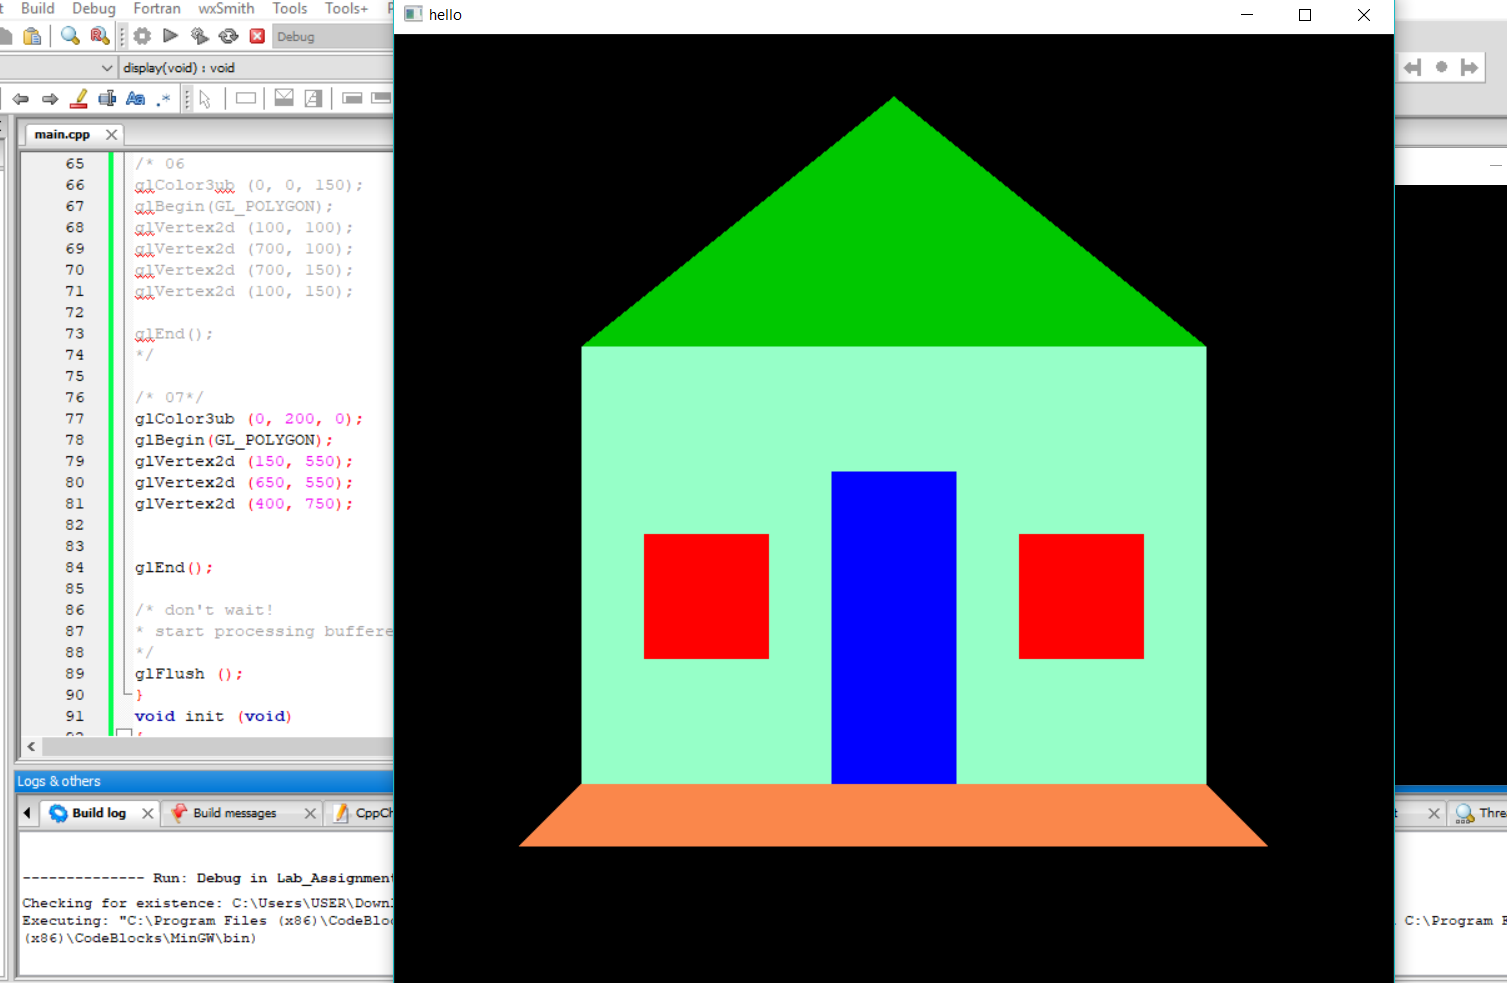 Build Debug Fortran wxSmith Tools Tools+
hello
Debug
display(void) : void
main.cpp
65 /* 06
66 glColor3ub (0, 0, 150);
67 glBegin(GL_POLYGON);
68 glVertex2d (100, 100);
69 glVertex2d (700, 100);
70 glVertex2d (700, 150);
71 glVertex2d (100, 150);
72
73 glEnd();
74 */
75
76 /* 07*/
77 glColor3ub (0, 200, 0);
78 glBegin(GL_POLYGON);
79 glVertex2d (150, 550);
80 glVertex2d (650, 550);
81 glVertex2d (400, 750);
82
83
84 glEnd();
85
86 /* don't wait!
87 * start processing buffere
88 */
89 glFlush ();
90 }
91 void init (void)
Logs & others
Build log Build messages CppCh Threa
-------------- Run: Debug in Lab_Assignment
Checking for existence: C:\Users\USER\Downl
Executing: "C:\Program Files (x86)\CodeBloc C:\Program F
(x86)\CodeBlocks\MinGW\bin)